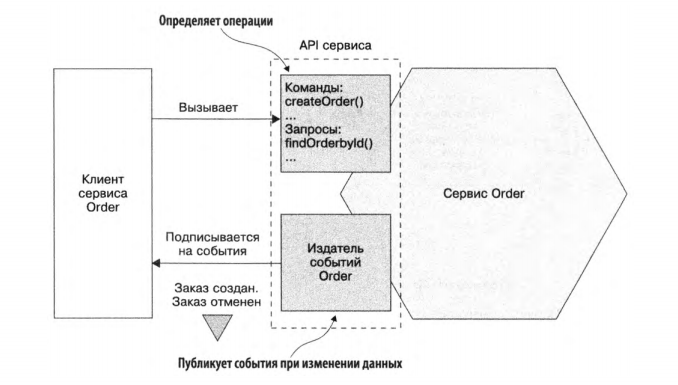 Определяет операции
API сервиса
Команды:
createOrder()
...
Запросы:
findOrderbyId()
...
Вызывает
Клиент
сервиса
Order
Сервис Order
Подписывается
на события
Издатель
событий
Order
Заказ создан.
Заказ отменен
Публикует события при изменении данных